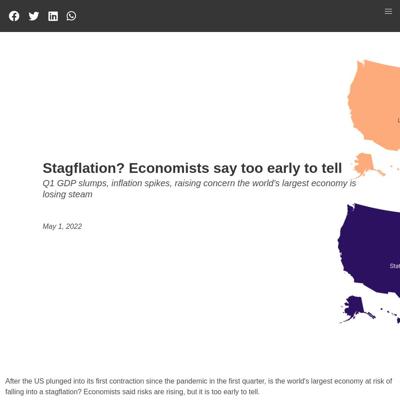 Stagflation? Economists say too early to tell
Q1 GDP slumps, inflation spikes, raising concern the world's largest economy is
losing steam
May 1, 2022
After the US plunged into its first contraction since the pandemic in the first quarter, is the world's largest economy at risk of
falling into a stagflation? Economists said risks are rising, but it is too early to tell.